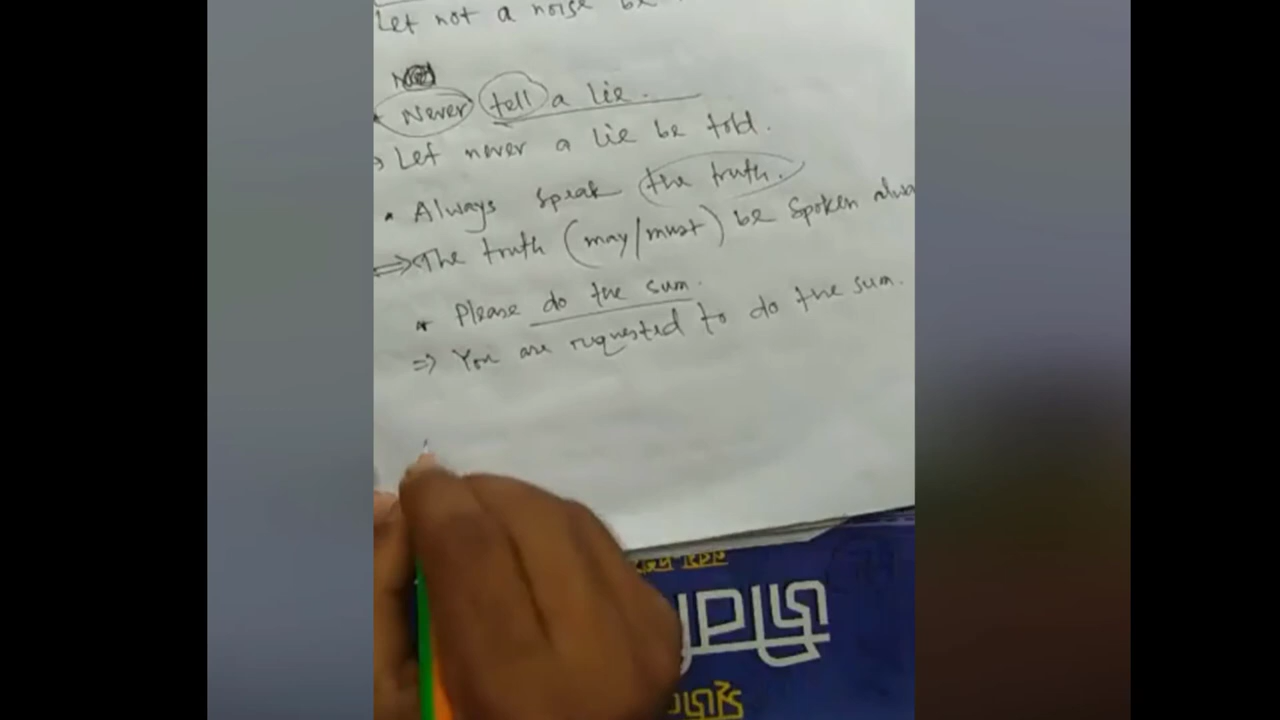 Let not a noise be
Never tell a lie.
Let never a lie be told.
• Always speak the truth.
⇒ The truth (may/must) be spoken
* Please do the sum.
⇒ You are requested to do the sum.